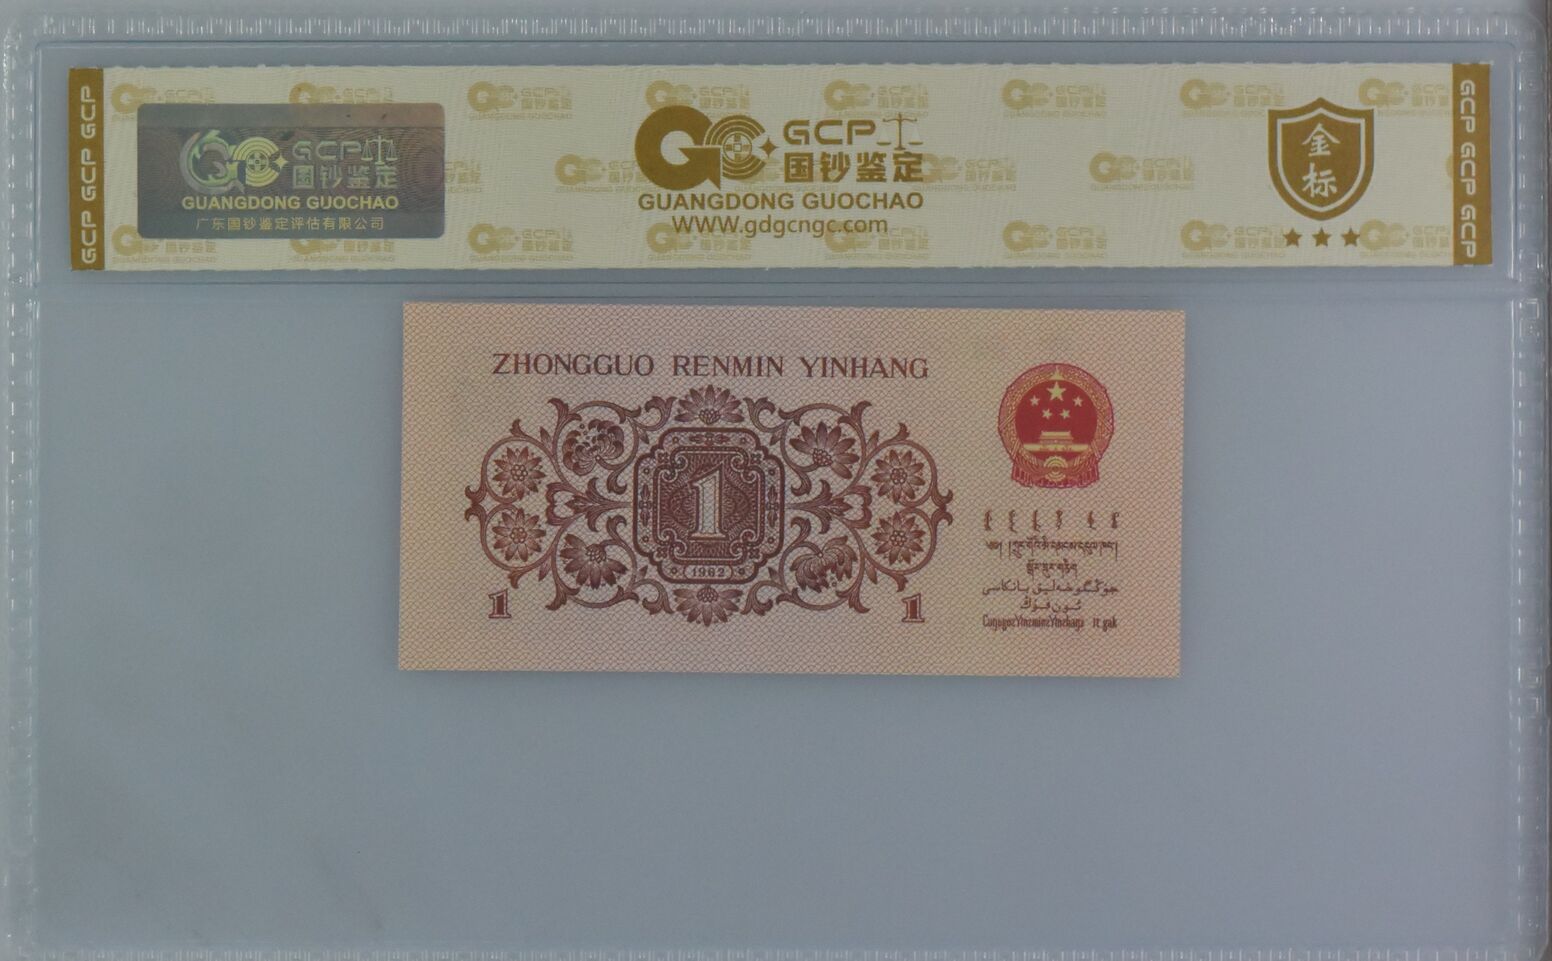 GCP GCP GCP
GCP
国钞鉴定
GUANGDONG GUOCHAO
广东国钞鉴定评估有限公司
GCP
国钞鉴定
GUANGDONG GUOCHAO
WWW.gdgcngc.com
金
标
GCP GCP GCP
ZHONGGUO RENMIN YINHANG
1
(1962)
1
1